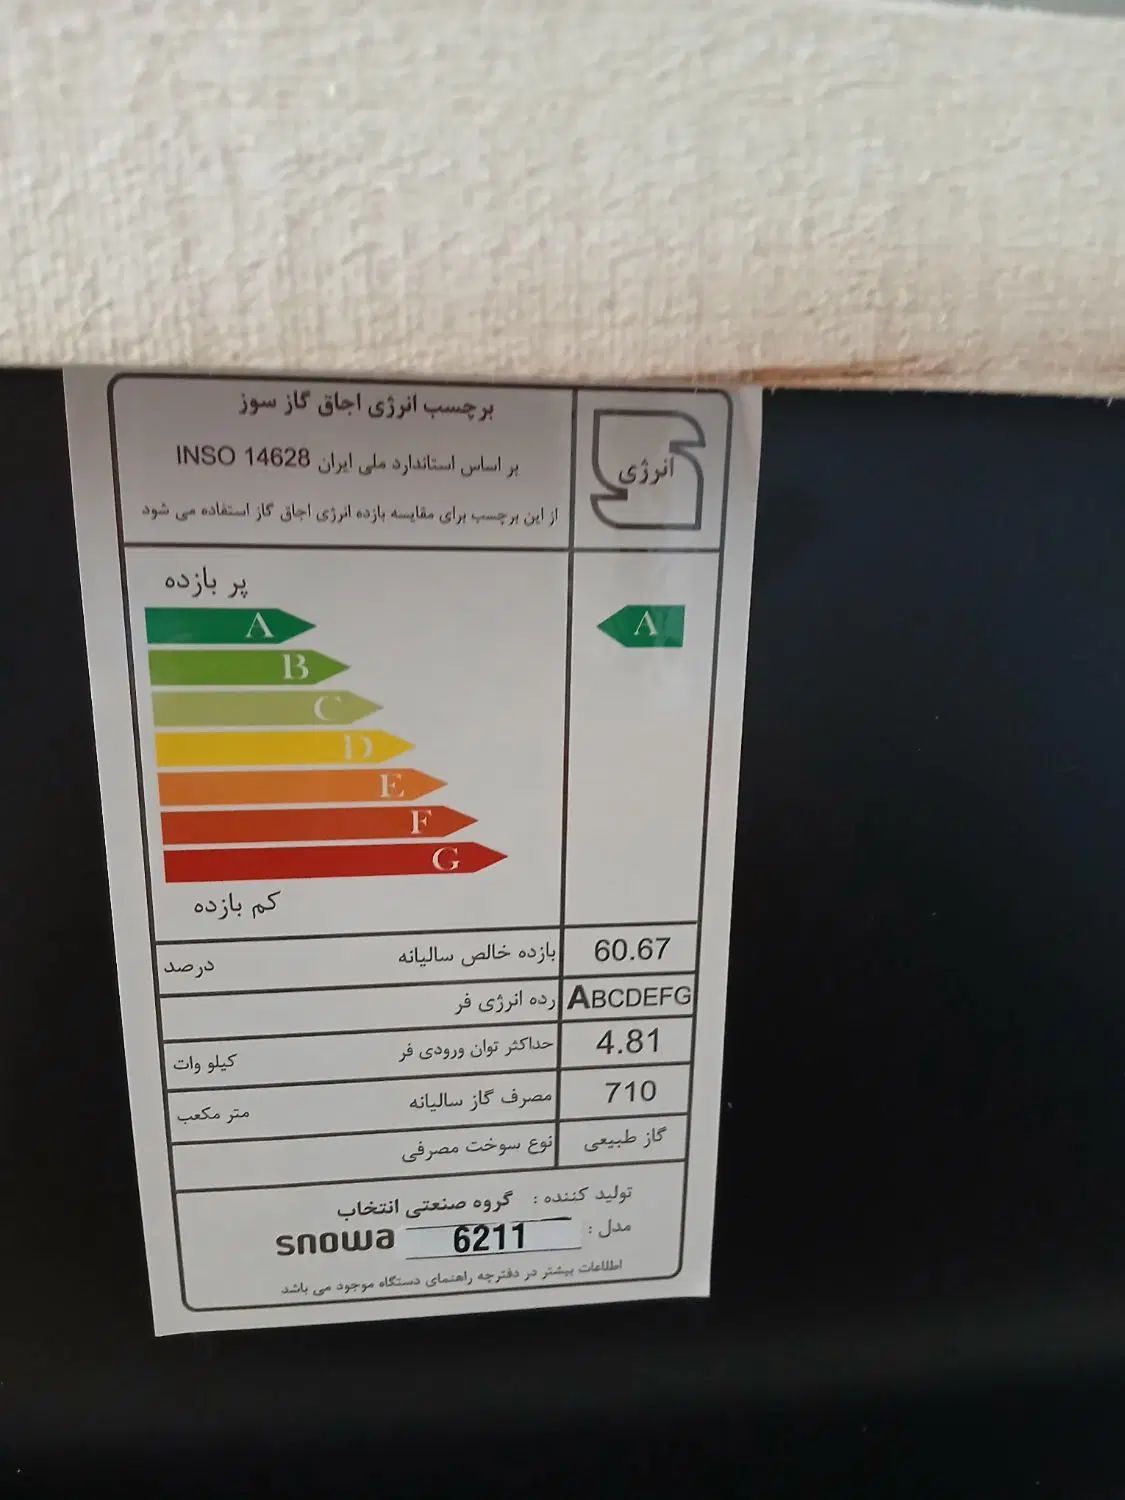 برچسب انرژی اجاق گاز سوز
بر اساس استاندارد ملی ایران INSO 14628
از این برچسب برای مقایسه بازده انرژی اجاق گاز استفاده می شود
انرژی
پر بازده
A
A
B
C
D
E
F
G
کم بازده
بازده خالص سالیانه درصد 60.67
رده انرژی فر ABCDEFG
حداکثر توان ورودی فر کیلو وات 4.81
مصرف گاز سالیانه متر مکعب 710
نوع سوخت مصرفی گاز طبیعی
تولید کننده : گروه صنعتی انتخاب
مدل : 6211 snowa
اطلاعات بیشتر در دفترچه راهنمای دستگاه موجود می باشد